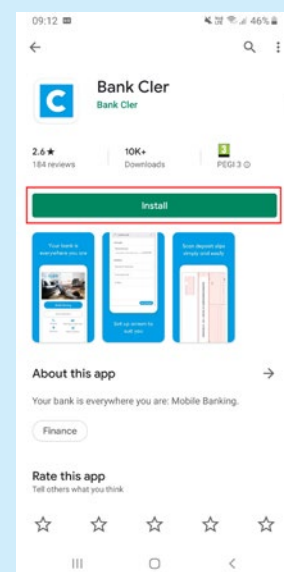 09:12
46%
C
Bank Cler
Bank Cler
2.6★
10K+
3
184 reviews
Downloads
PEGI 3
Install
Your bank is
everywhere you are
Scan deposit slips
simply and easily
Set up screen to
suit you
About this app
Your bank is everywhere you are: Mobile Banking.
Finance
Rate this app
Tell others what you think